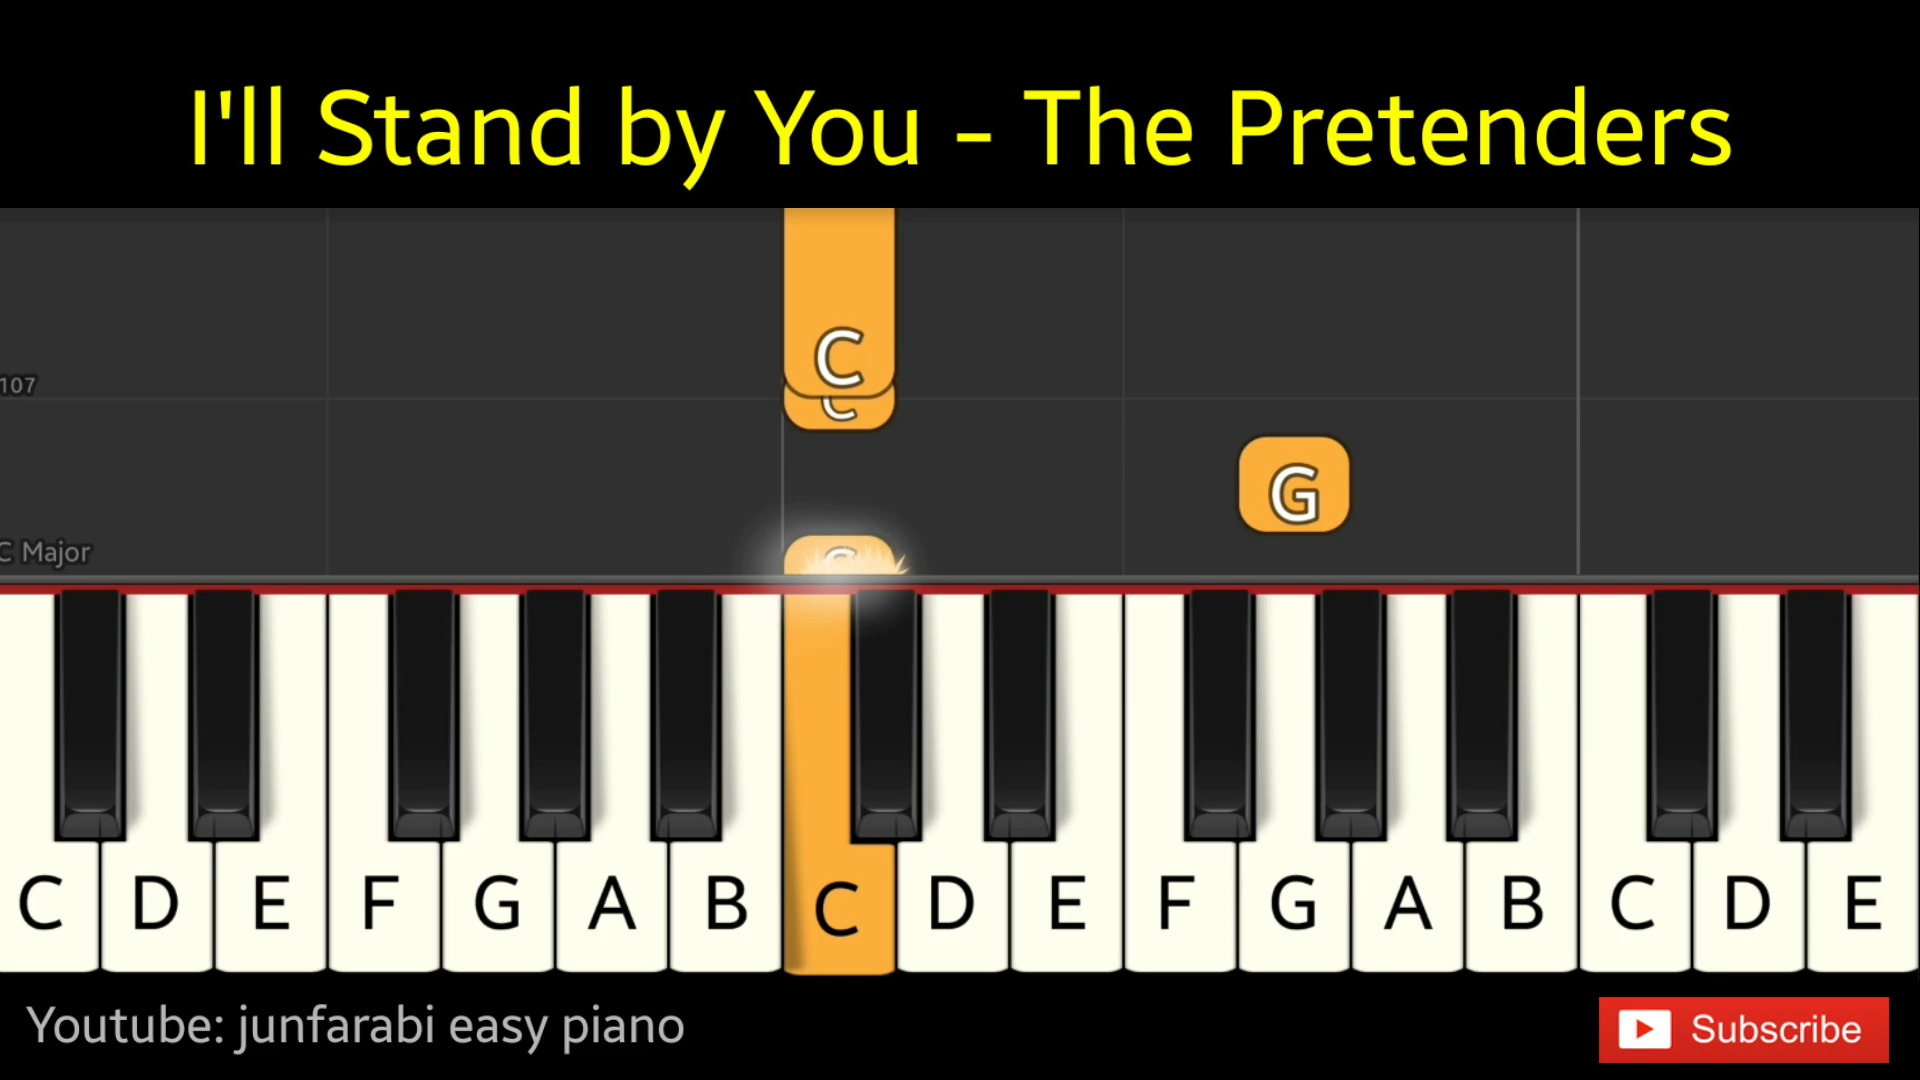 I'll Stand by You - The Pretenders
C
107
C
G
C Major
C
C D E F G A B C D E F G A B C D E
Youtube: junfarabi easy piano
Subscribe